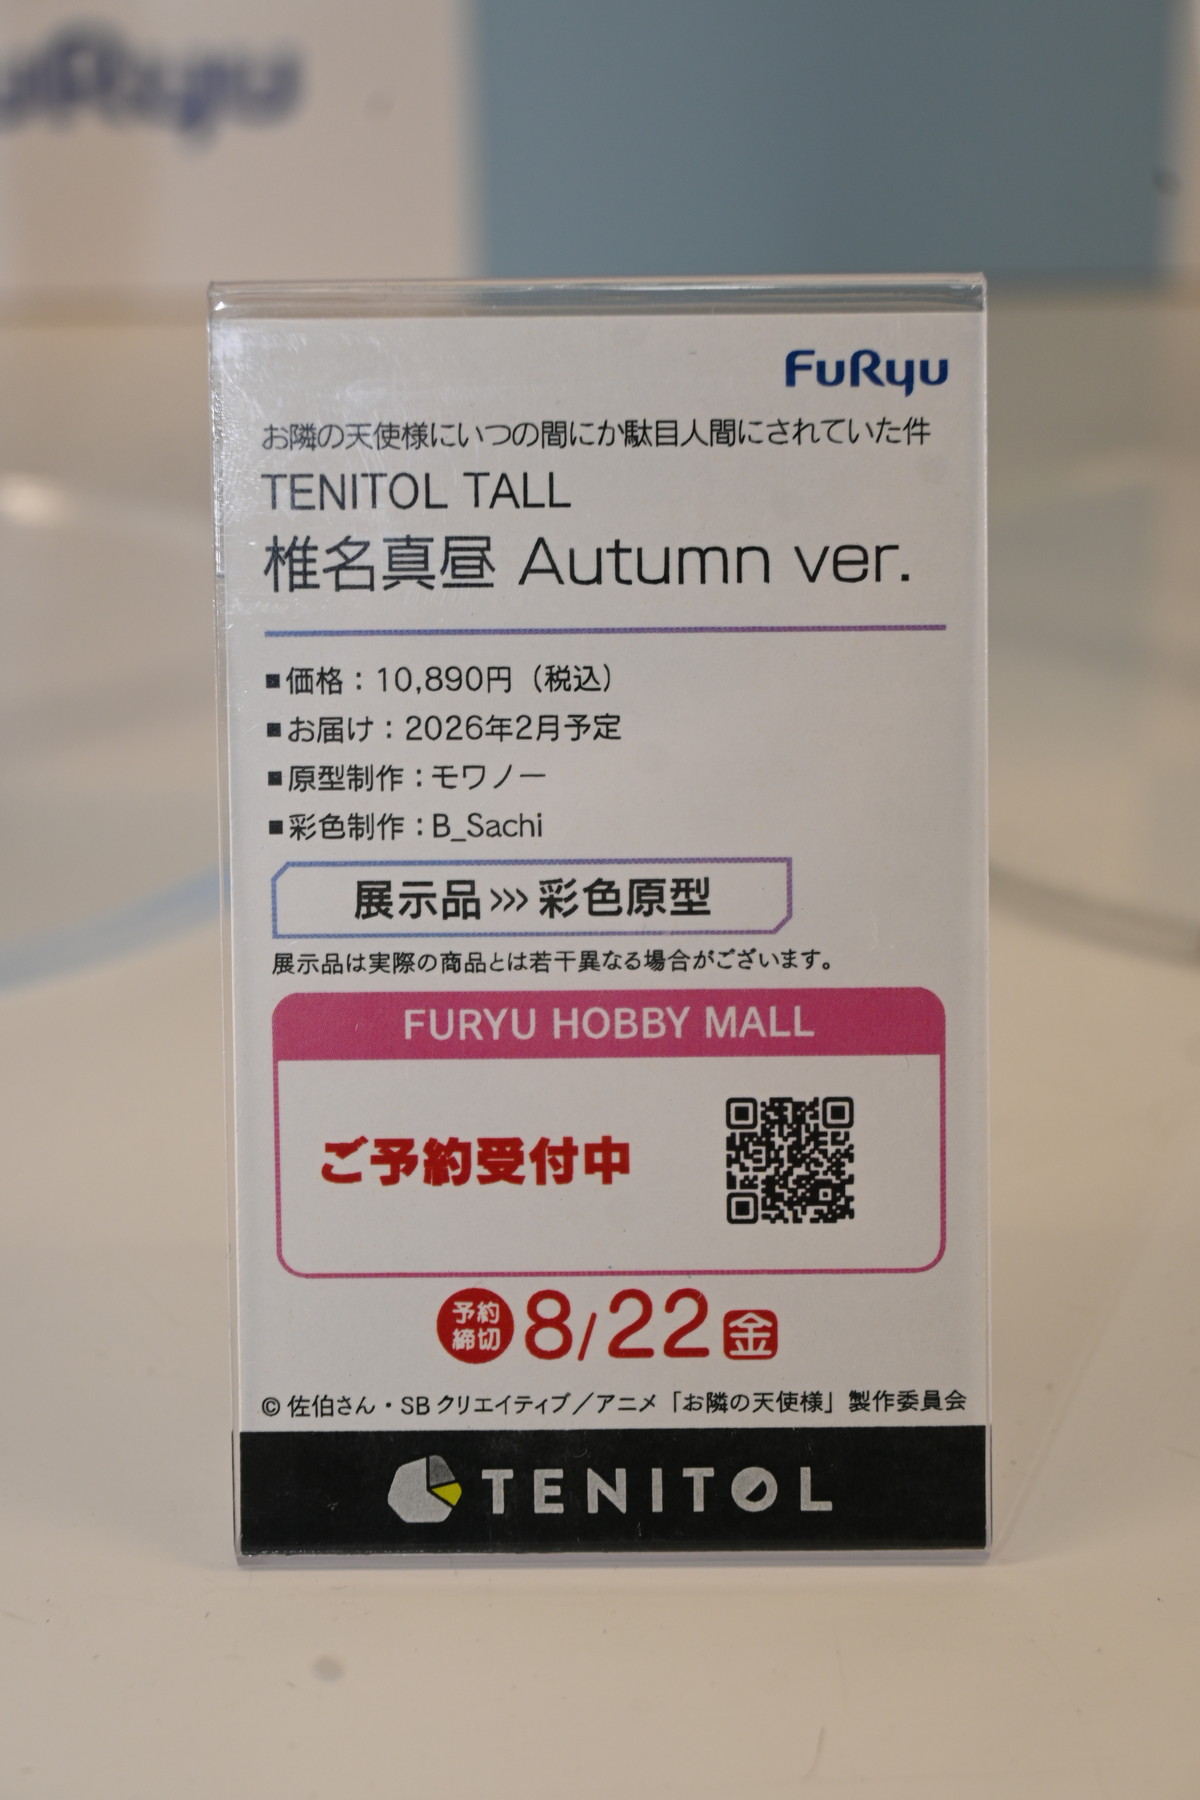 FuRyu
FuRyu
お隣の天使様にいつの間にか駄目人間にされていた件
TENITOL TALL
椎名真昼 Autumn ver.
■価格：10,890円（税込）
■お届け：2026年2月予定
■原型制作：モワノー
■彩色制作：B_Sachi
展示品>>>彩色原型
展示品は実際の商品とは若干異なる場合がございます。
FURYU HOBBY MALL
ご予約受付中
予約締切 8/22 金
© 佐伯さん・SBクリエイティブ／アニメ「お隣の天使様」製作委員会
TENITOL